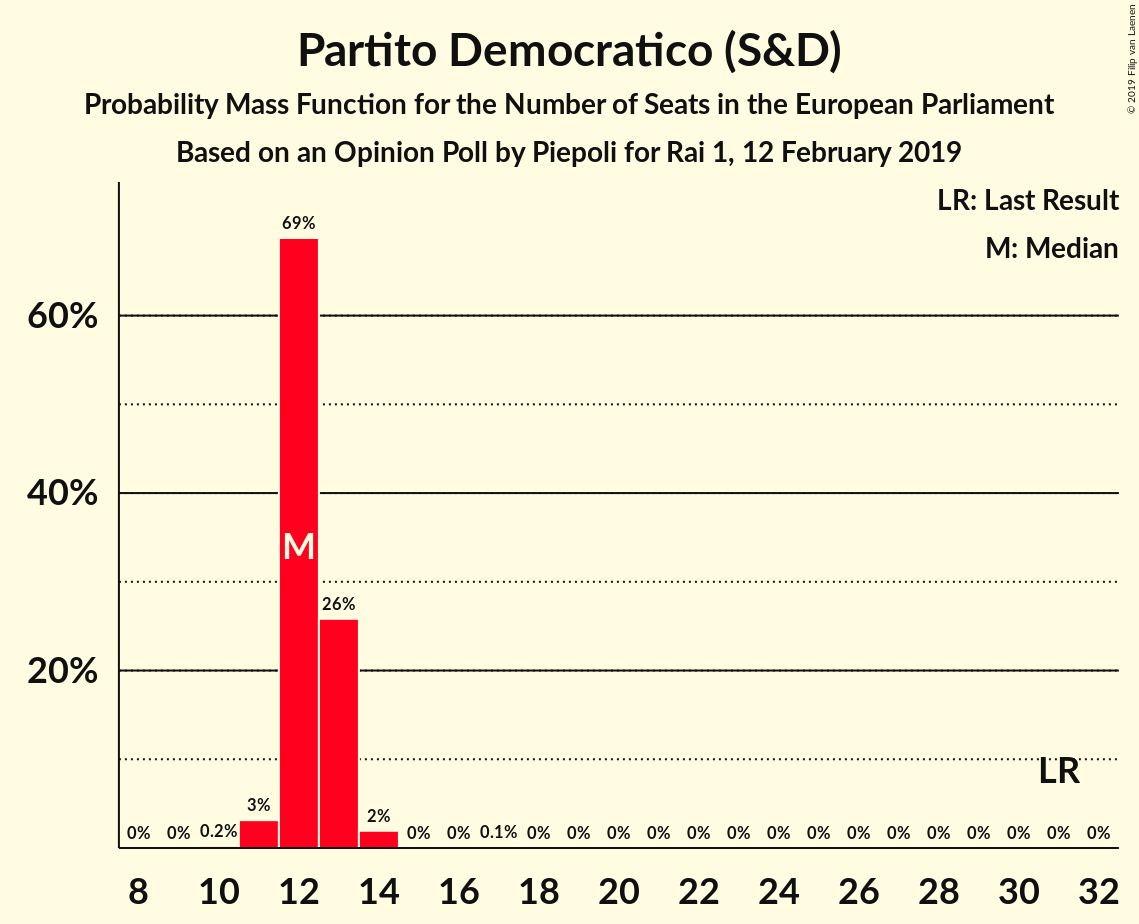 Partito Democratico (S&D)
Probability Mass Function for the Number of Seats in the European Parliament
Based on an Opinion Poll by Piepoli for Rai 1, 12 February 2019
© 2019 Filip van Laenen
LR: Last Result
M: Median
69%
60%
40%
M
26%
20%
LR
3%
2%
0% 0% 0.2% 0% 0% 0.1% 0% 0% 0% 0% 0% 0% 0% 0% 0% 0% 0% 0% 0% 0% 0%
8 10 12 14 16 18 20 22 24 26 28 30 32